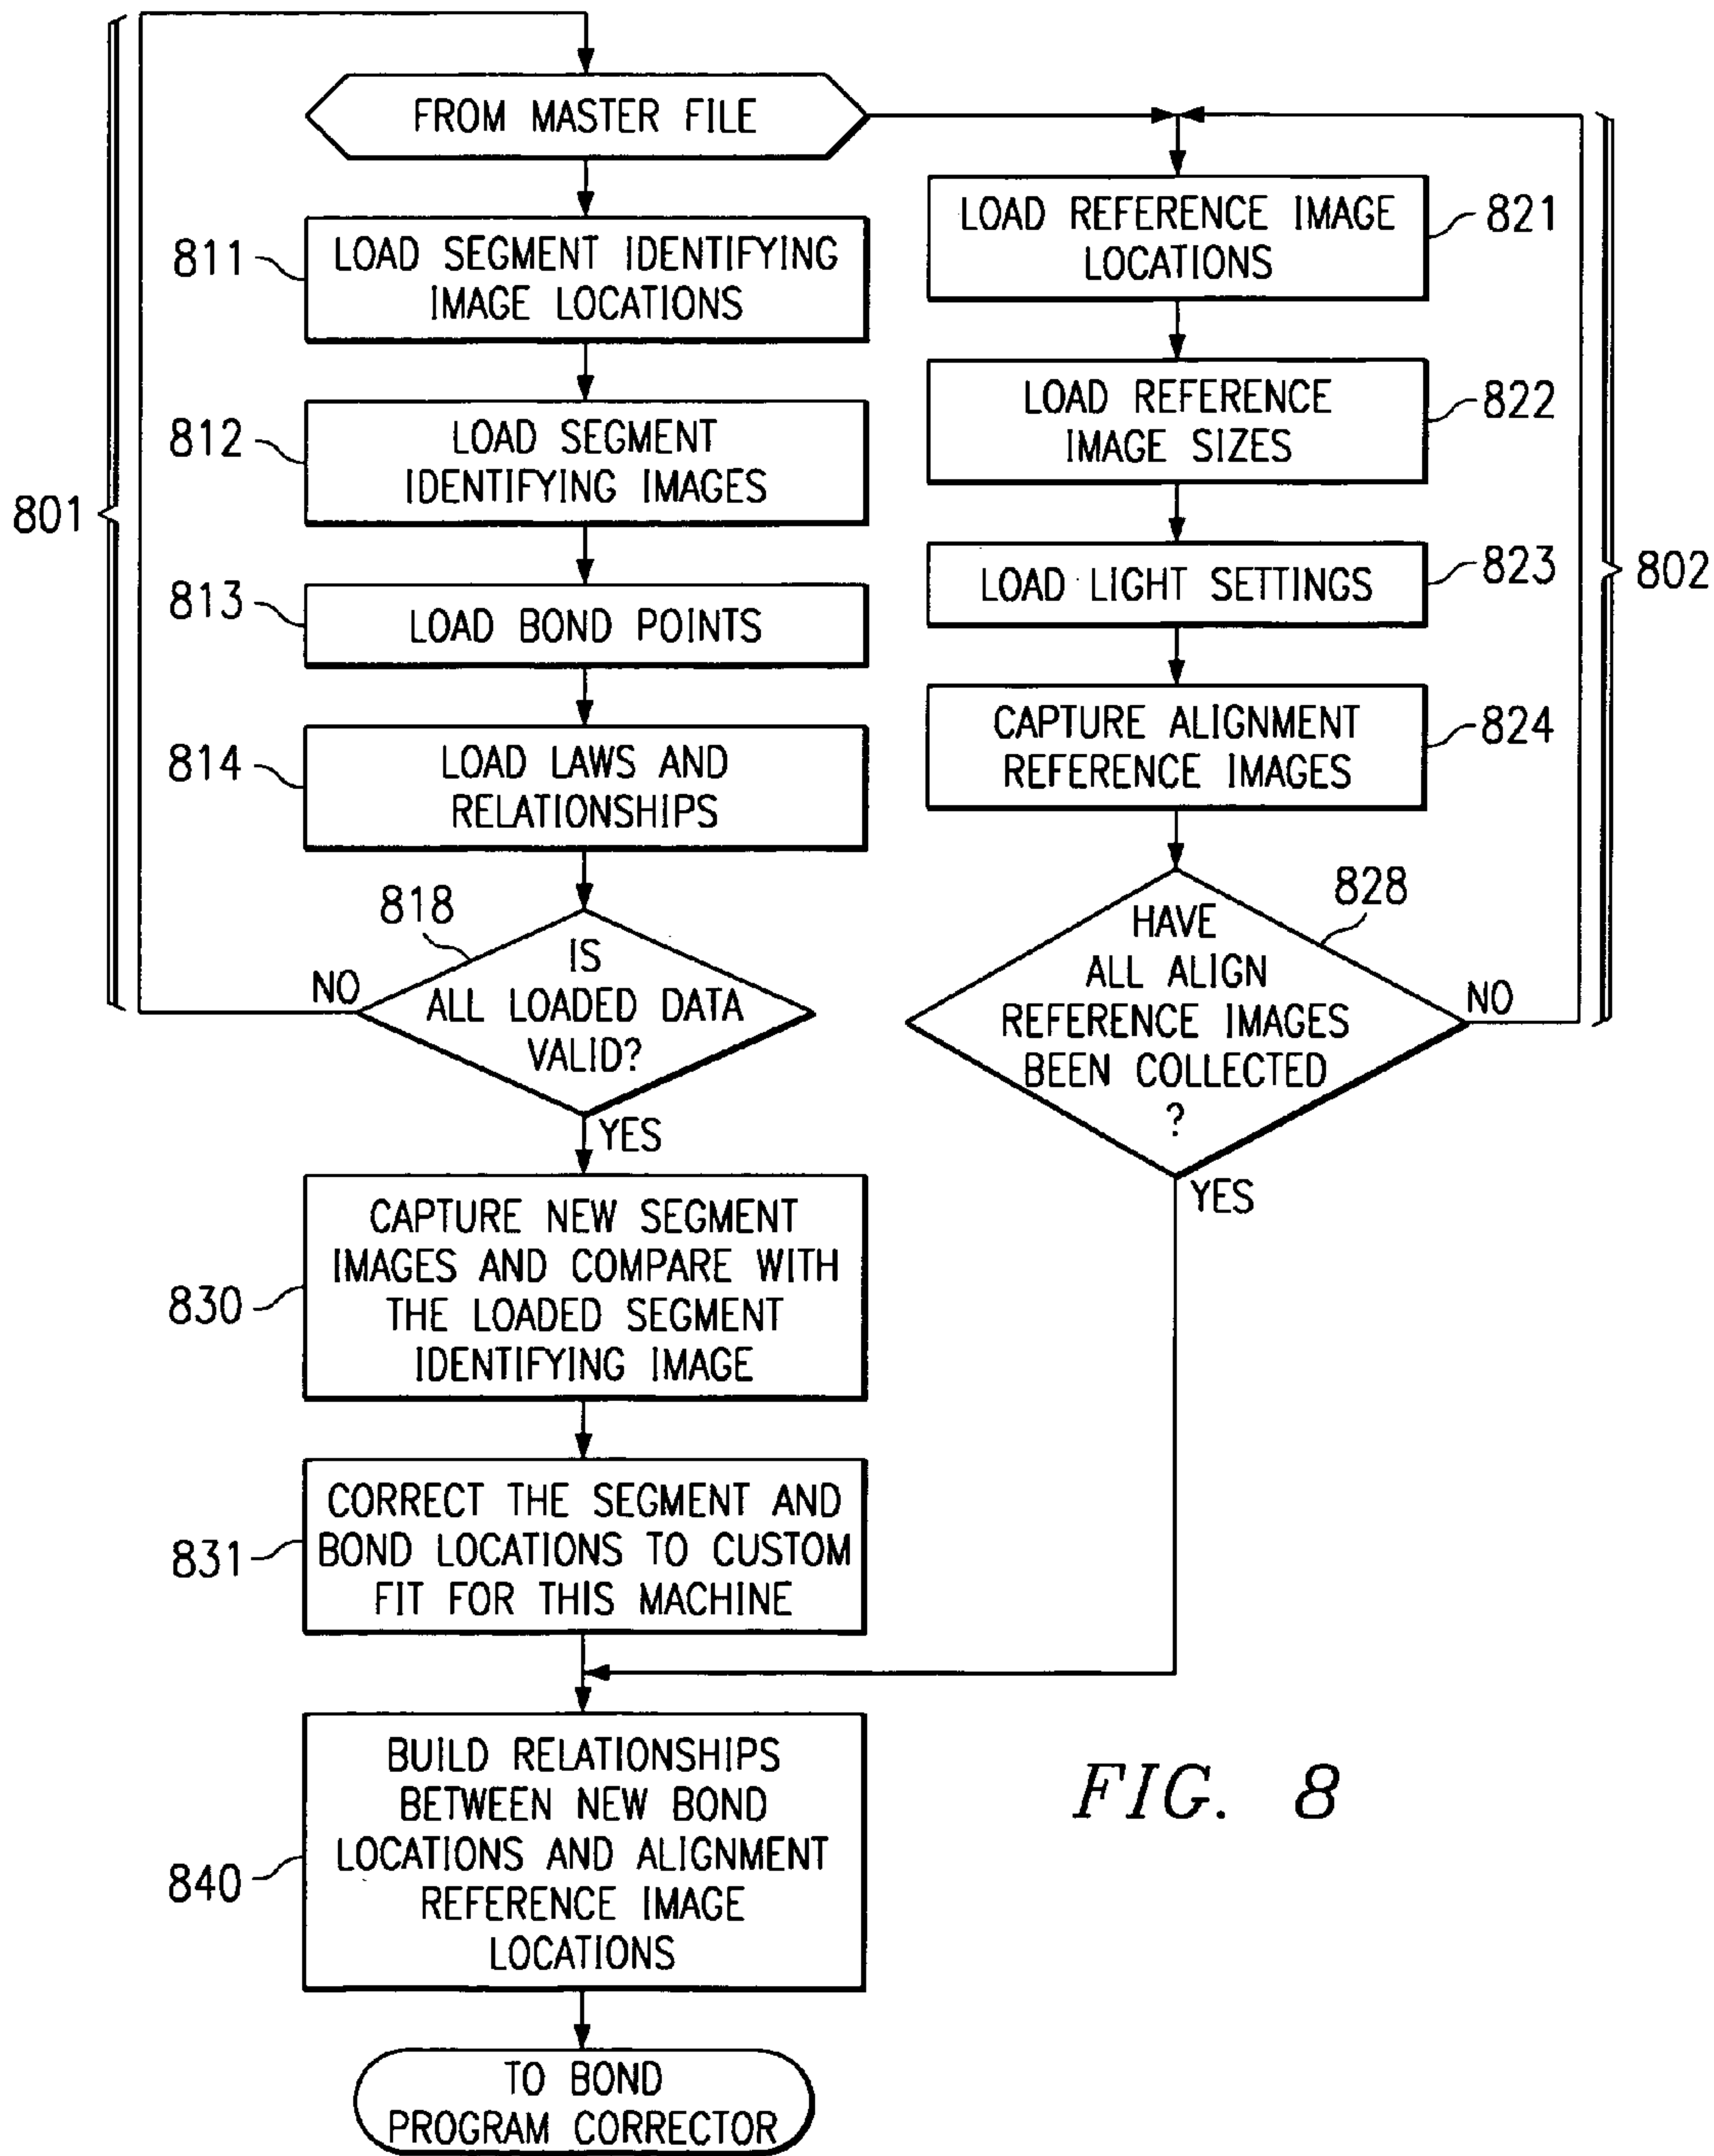 FROM MASTER FILE
811
LOAD SEGMENT IDENTIFYING
IMAGE LOCATIONS
812
LOAD SEGMENT
IDENTIFYING IMAGES
801
813
LOAD BOND POINTS
814
LOAD LAWS AND
RELATIONSHIPS
818
IS
ALL LOADED DATA
VALID?
NO
YES
LOAD REFERENCE IMAGE
LOCATIONS
821
LOAD REFERENCE
IMAGE SIZES
822
LOAD LIGHT SETTINGS
823
802
CAPTURE ALIGNMENT
REFERENCE IMAGES
824
828
HAVE
ALL ALIGN
REFERENCE IMAGES
BEEN COLLECTED
?
NO
YES
830
CAPTURE NEW SEGMENT
IMAGES AND COMPARE WITH
THE LOADED SEGMENT
IDENTIFYING IMAGE
831
CORRECT THE SEGMENT AND
BOND LOCATIONS TO CUSTOM
FIT FOR THIS MACHINE
840
BUILD RELATIONSHIPS
BETWEEN NEW BOND
LOCATIONS AND ALIGNMENT
REFERENCE IMAGE
LOCATIONS
TO BOND
PROGRAM CORRECTOR
FIG. 8